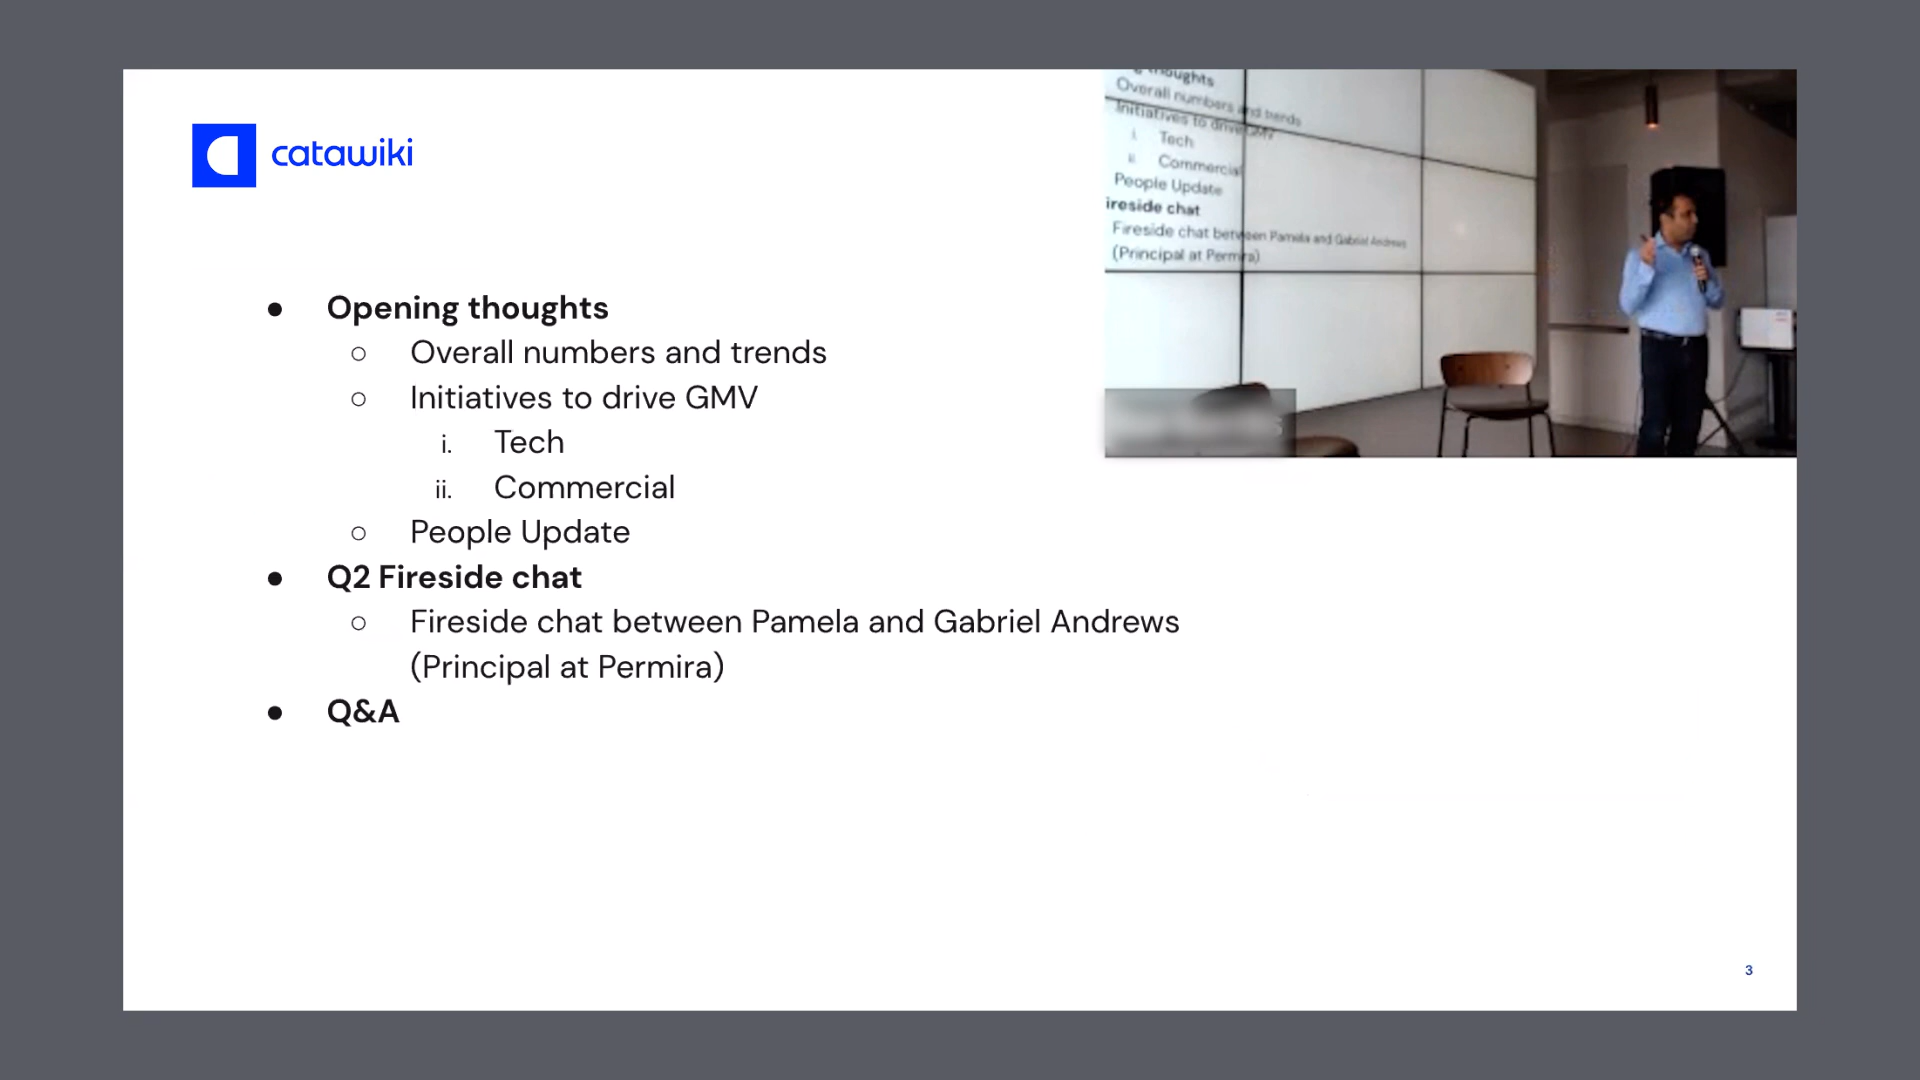 catawiki
Opening thoughts
Overall numbers and trends
Initiatives to drive GMV
i. Tech
ii. Commercial
People Update
Q2 Fireside chat
Fireside chat between Pamela and Gabriel Andrews
(Principal at Permira)
Q&A
3
Overall numbers and trends
Initiatives to drive GMV
i. Tech
ii. Commercial
People Update
ireside chat
Fireside chat between Pamela and Gabriel Andrews
(Principal at Permira)